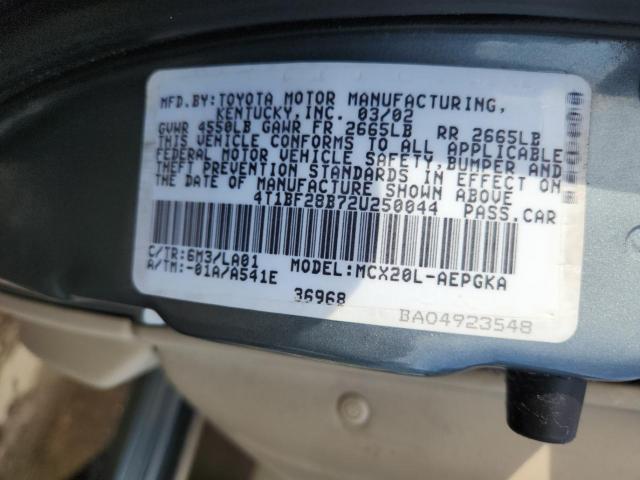 MFD.BY:TOYOTA MOTOR MANUFACTURING,
KENTUCKY,INC. 03/02
GVWR 4550LB GAWR FR 2665LB RR 2665LB
THIS VEHICLE CONFORMS TO ALL APPLICABLE
FEDERAL MOTOR VEHICLE SAFETY, BUMPER AND
THEFT PREVENTION STANDARDS IN EFFECT ON
THE DATE OF MANUFACTURE SHOWN ABOVE
4T1BF28B72U250044 PASS.CAR
C/TR:6M3/LA01 MODEL:MCX20L-AEPGKA
A/TM:-01A/A541E
36968
BA04923548